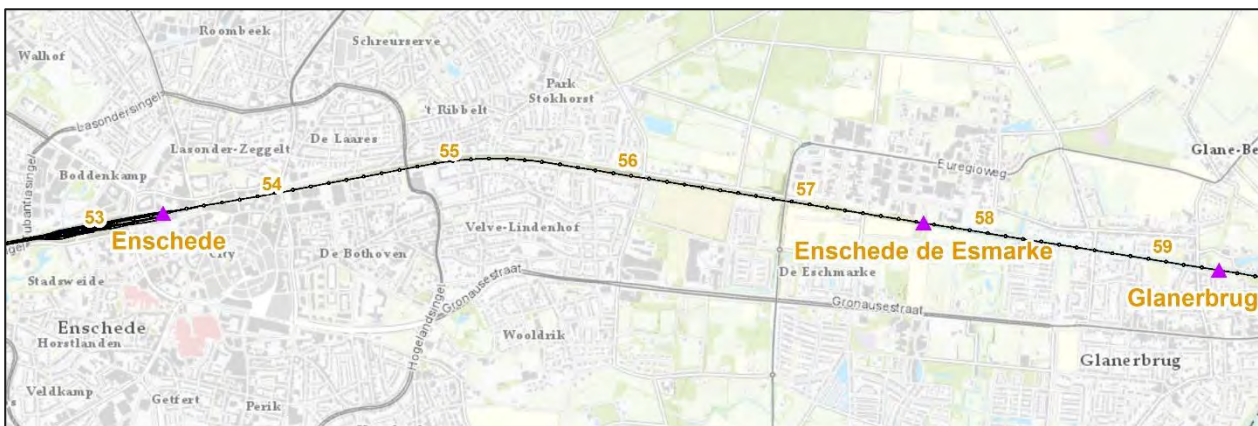 Roombeek
Schreurserve
Walhof
Park
Stokhorst
Lasondersingel
't Ribbelt
De Laares
Lasonder-Zeggelt
Boddenkamp
55
56
Euregioweg
Glane-Be
54
57
53
58
59
Enschede
City
Velve-Lindenhof
Enschede de Esmarke
De Bothoven
De Eschmarke
Stadsweide
Gronausestraat
Glanerbrug
Gronausestraat
Enschede
Hogelandsingel
Wooldrik
Horstlanden
Glanerbrug
Veldkamp
Getfert
Perik